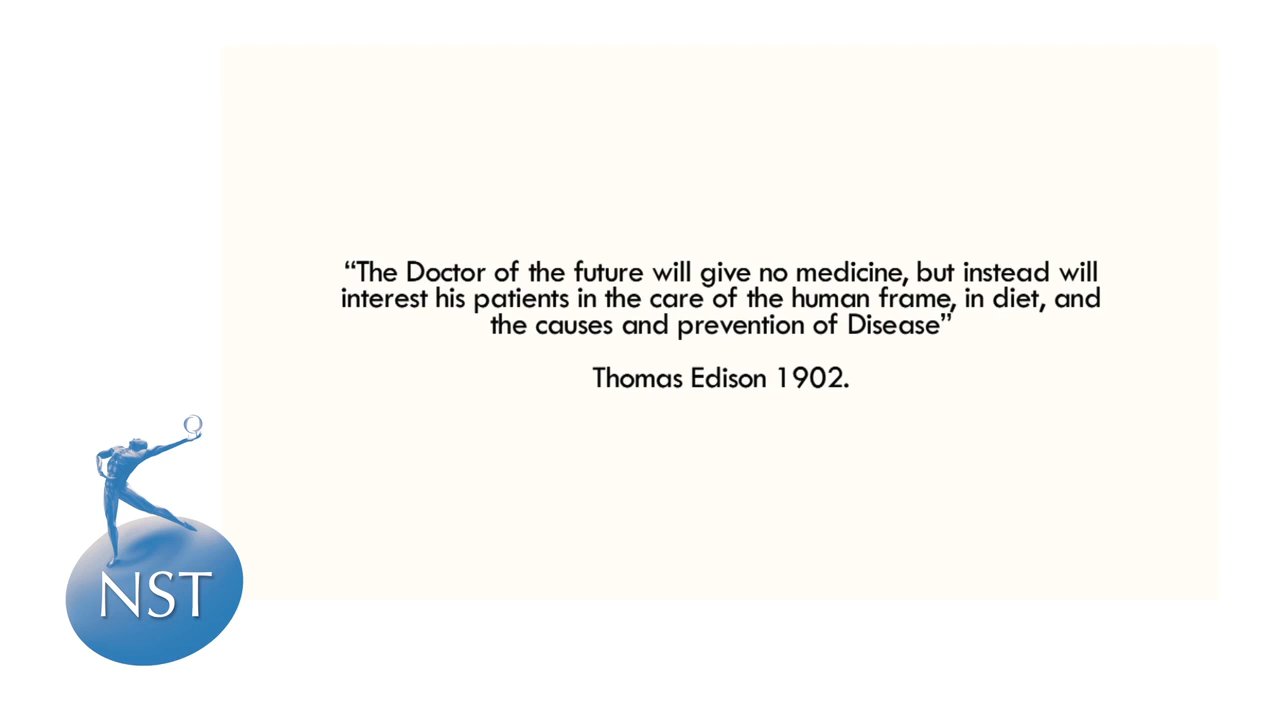 “The Doctor of the future will give no medicine, but instead will
interest his patients in the care of the human frame, in diet, and
the causes and prevention of Disease”
Thomas Edison 1902.
NST